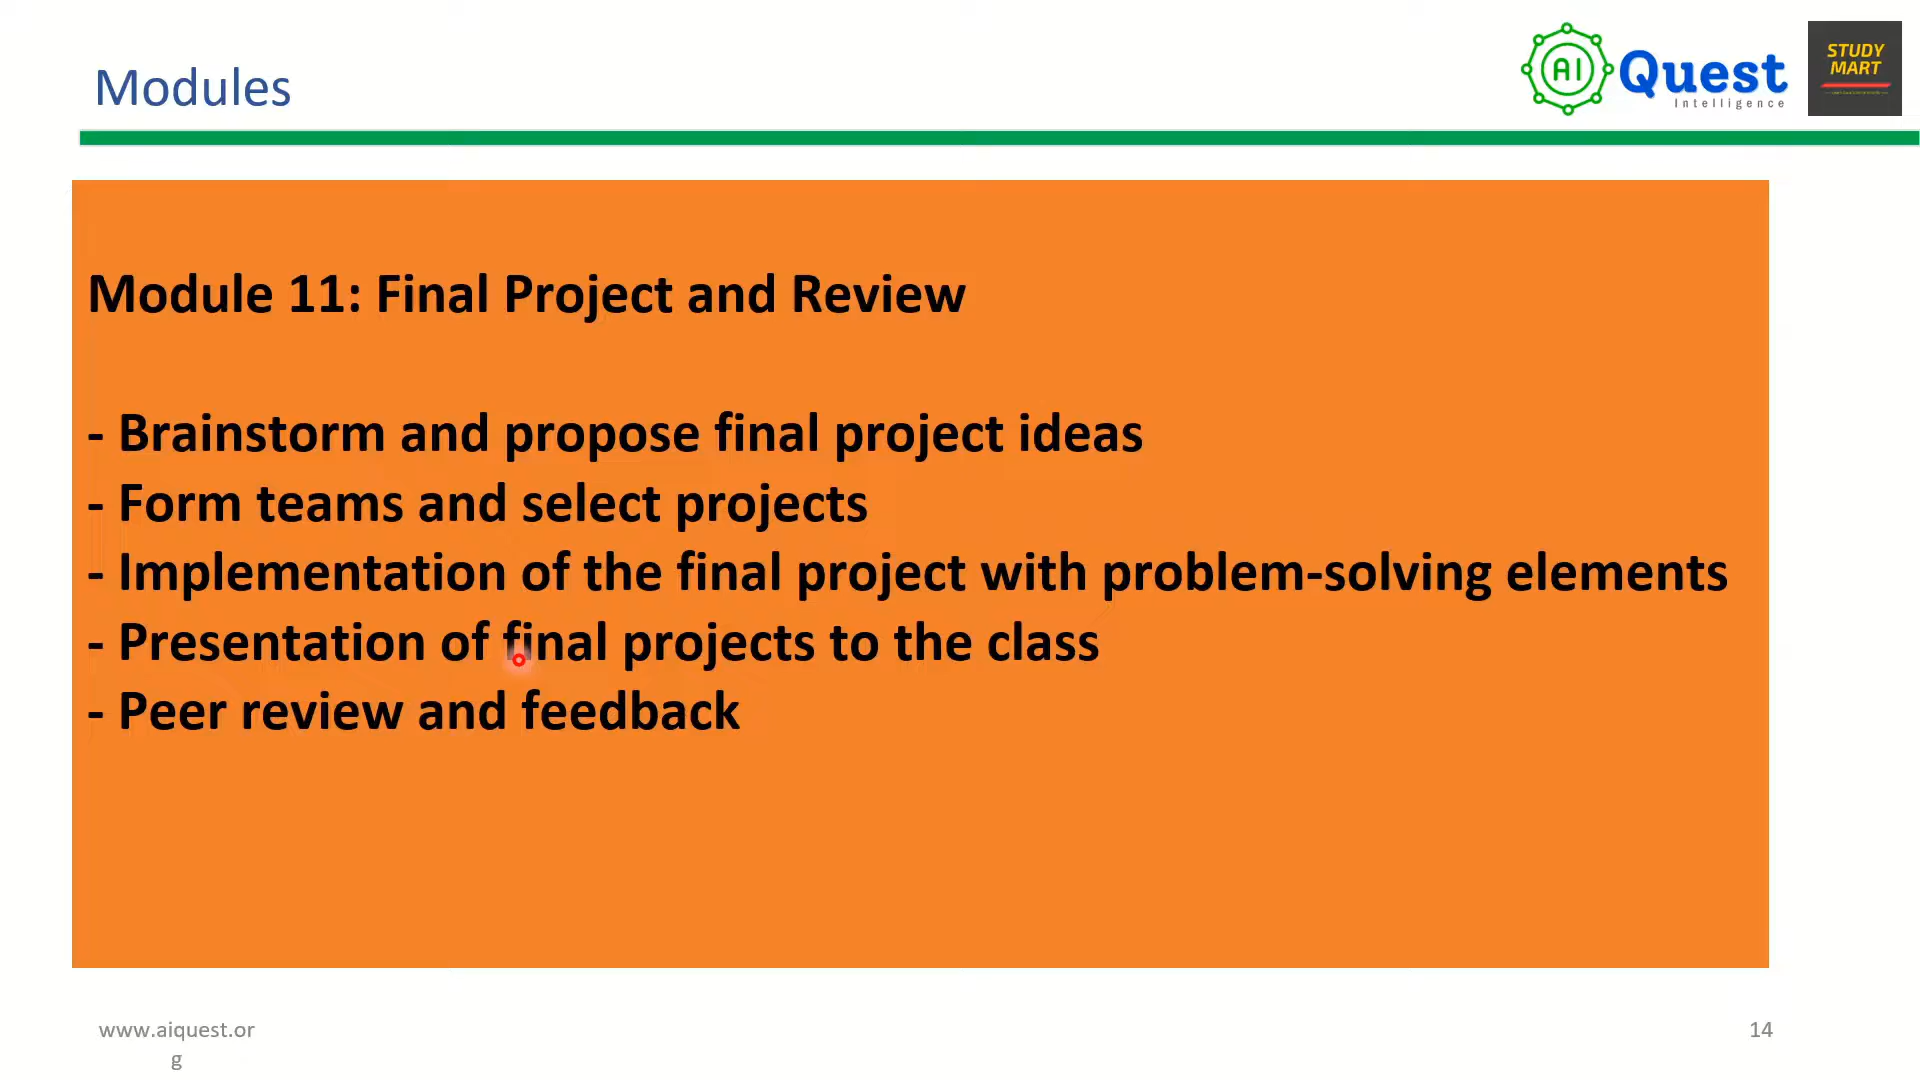 Modules
AI Quest
Intelligence
STUDY
MART
Module 11: Final Project and Review
- Brainstorm and propose final project ideas
- Form teams and select projects
- Implementation of the final project with problem-solving elements
- Presentation of final projects to the class
- Peer review and feedback
www.aiquest.or
g
14